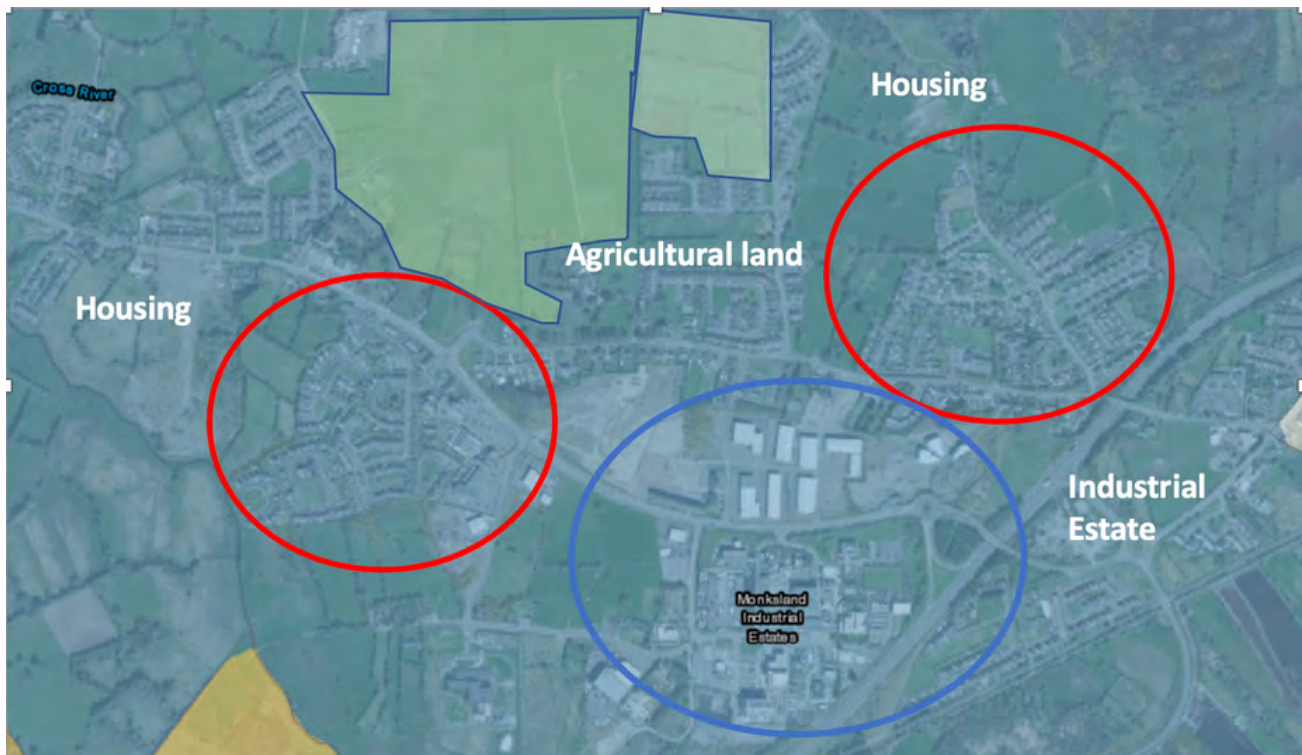 Cross River
Housing
Housing
Agricultural land
Industrial
Estate
Monksland
Industrial
Estates